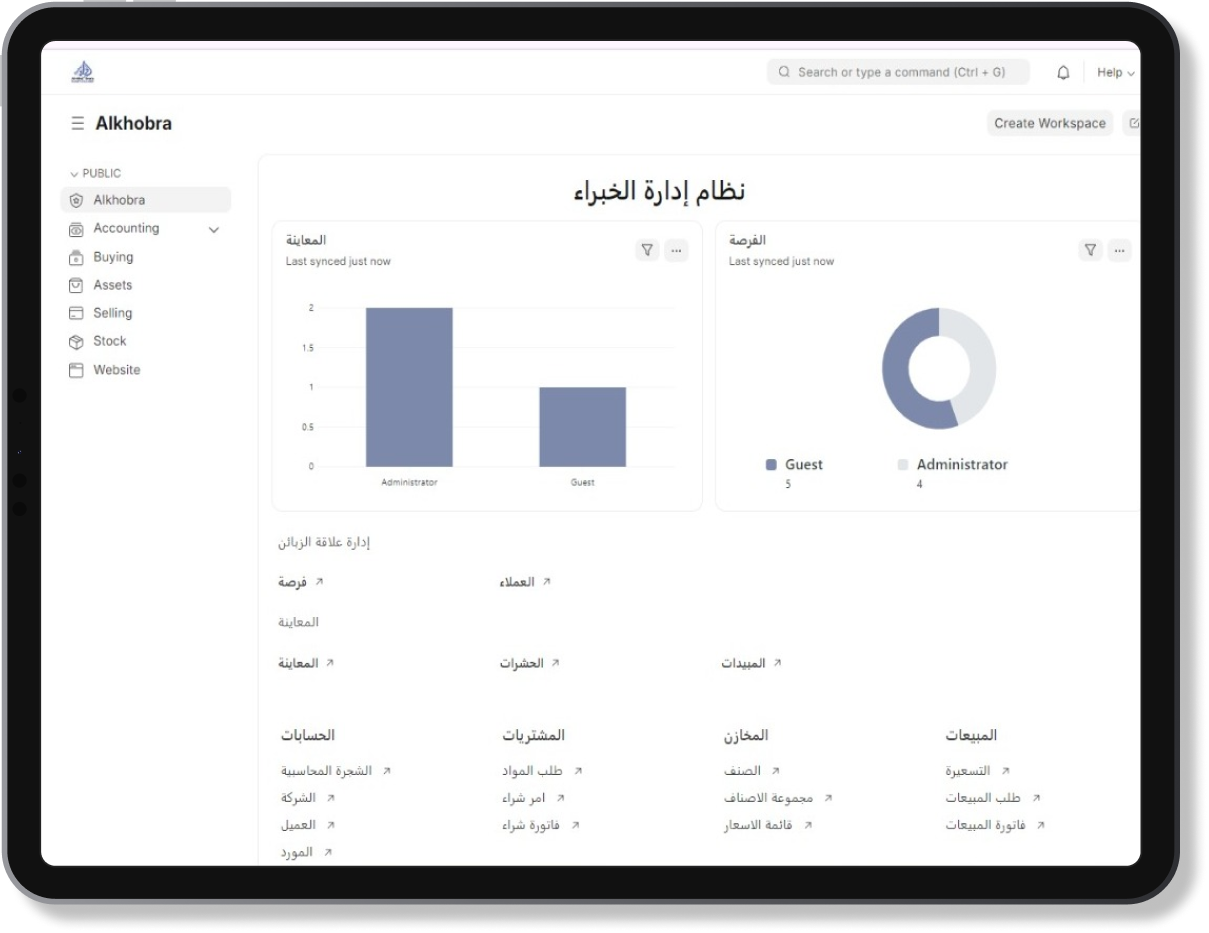 Search or type a command (Ctrl + G)
Help
Alkhobra
Create Workspace
PUBLIC
Alkhobra
Accounting
Buying
Assets
Selling
Stock
Website
نظام إدارة الخبراء
المعاينة
Last synced just now
2
1.5
1
0.5
0
Administrator
Guest
الفرصة
Last synced just now
Guest
5
Administrator
4
إدارة علاقة الزبائن
فرصة
العملاء
المعاينة
المعاينة
الحشرات
المبيدات
الحسابات
الشجرة المحاسبية
الشركة
العميل
المورد
المشتريات
طلب المواد
امر شراء
فاتورة شراء
المخازن
الصنف
مجموعة الاصناف
قائمة الاسعار
المبيعات
التسعيرة
طلب المبيعات
فاتورة المبيعات